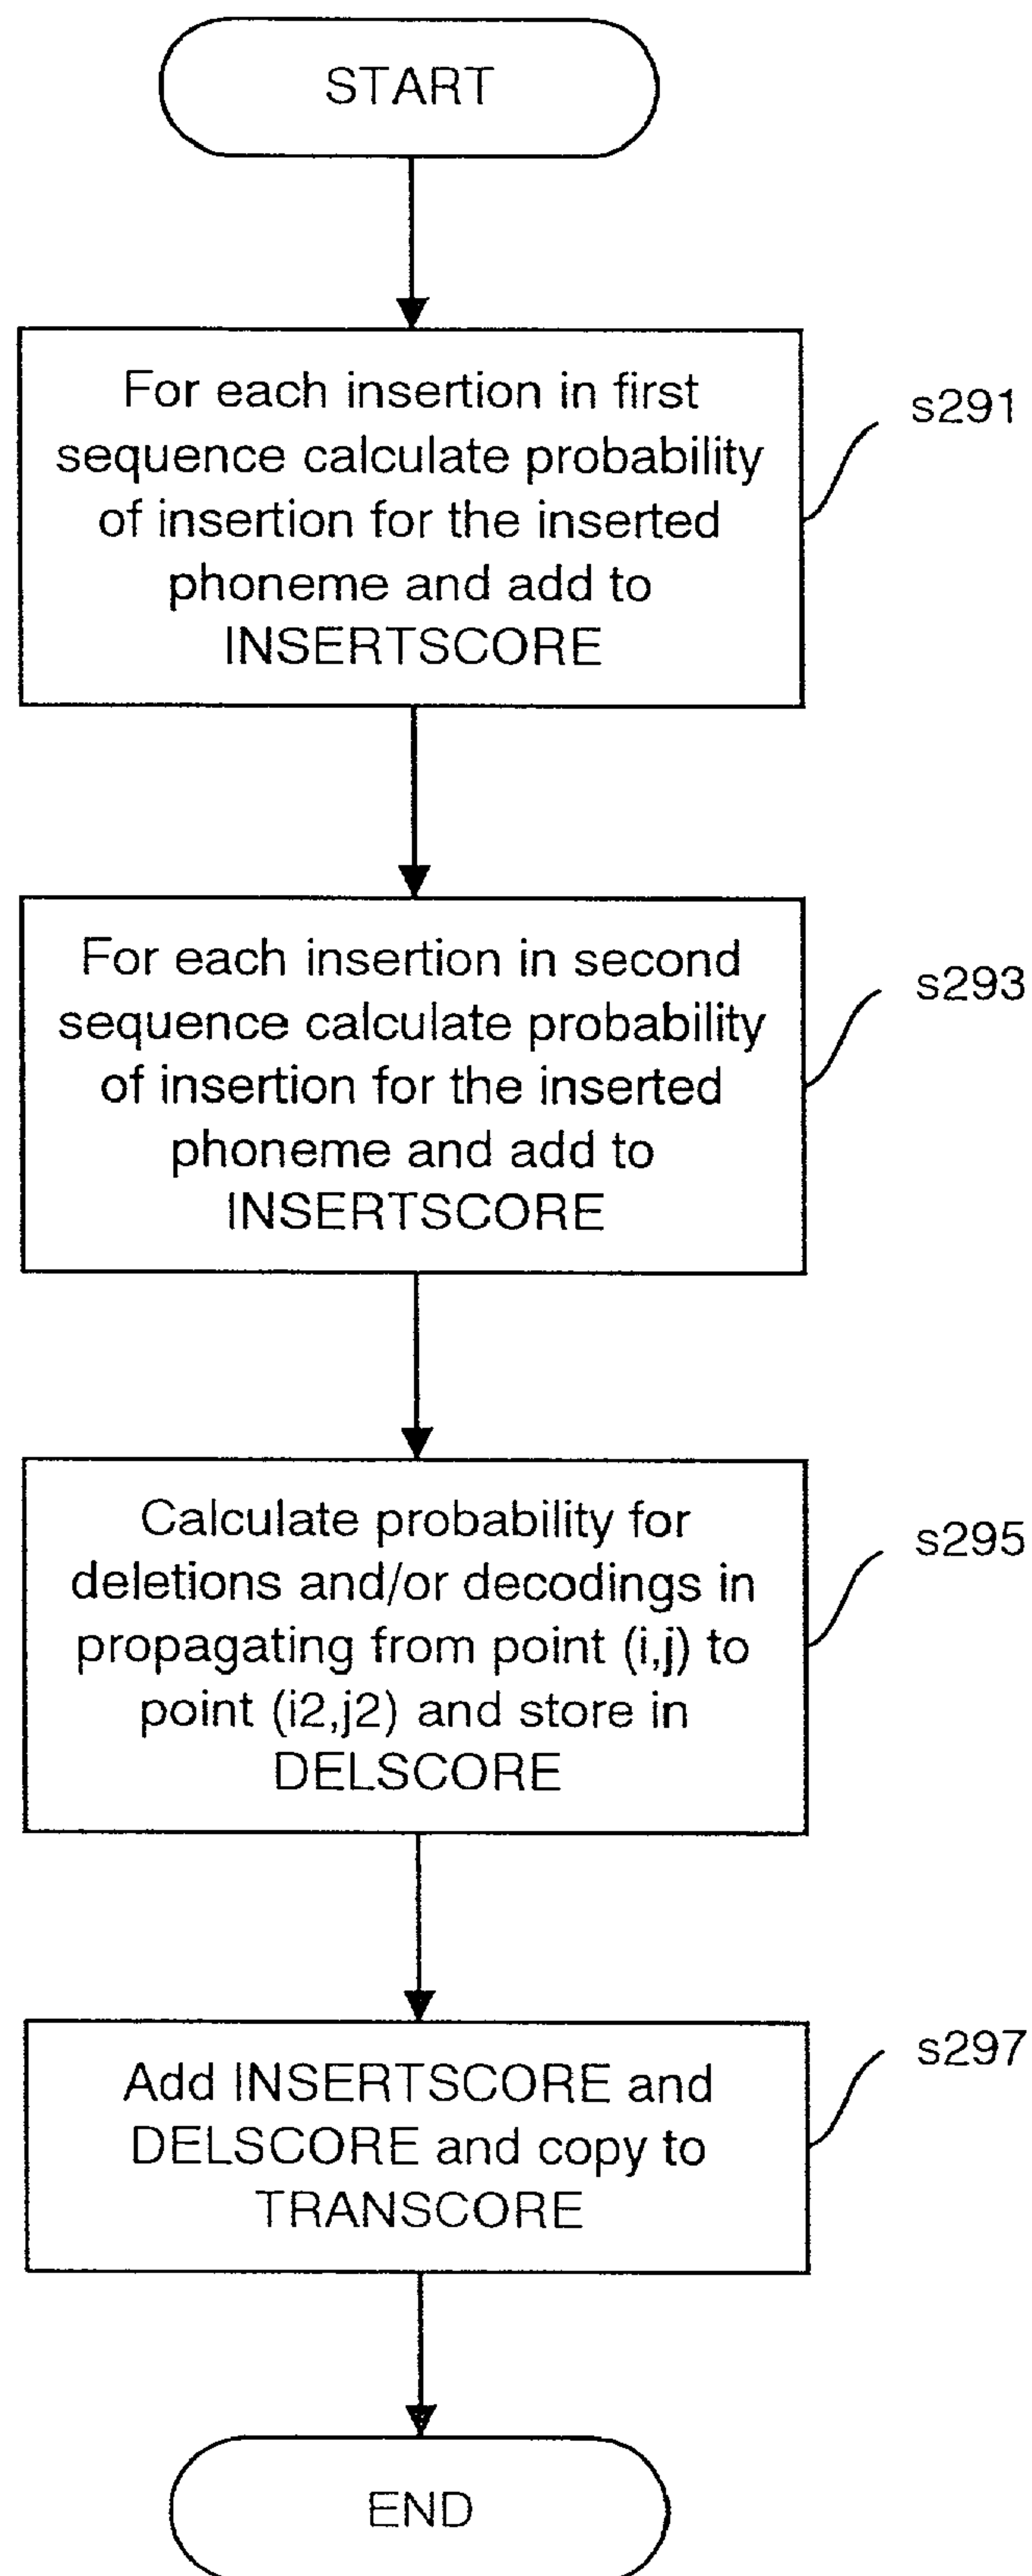 START
For each insertion in first
sequence calculate probability
of insertion for the inserted
phoneme and add to
INSERTSCORE
s291
For each insertion in second
sequence calculate probability
of insertion for the inserted
phoneme and add to
INSERTSCORE
s293
Calculate probability for
deletions and/or decodings in
propagating from point (i,j) to
point (i2,j2) and store in
DELSCORE
s295
Add INSERTSCORE and
DELSCORE and copy to
TRANSCORE
s297
END